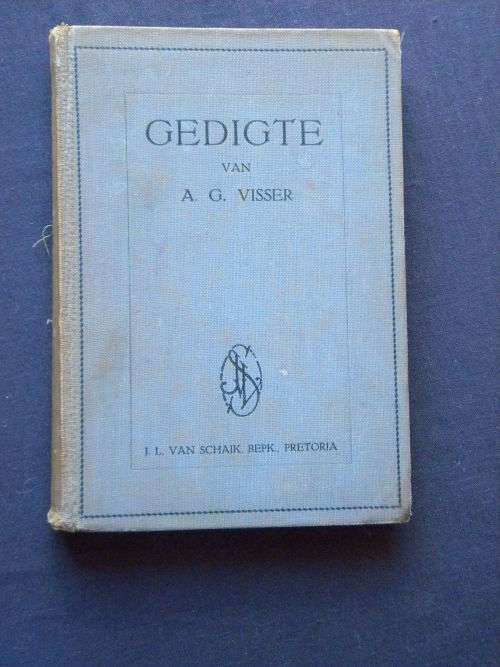 GEDIGTE
VAN
A. G. VISSER
J. L. VAN SCHAIK, BEPK., PRETORIA